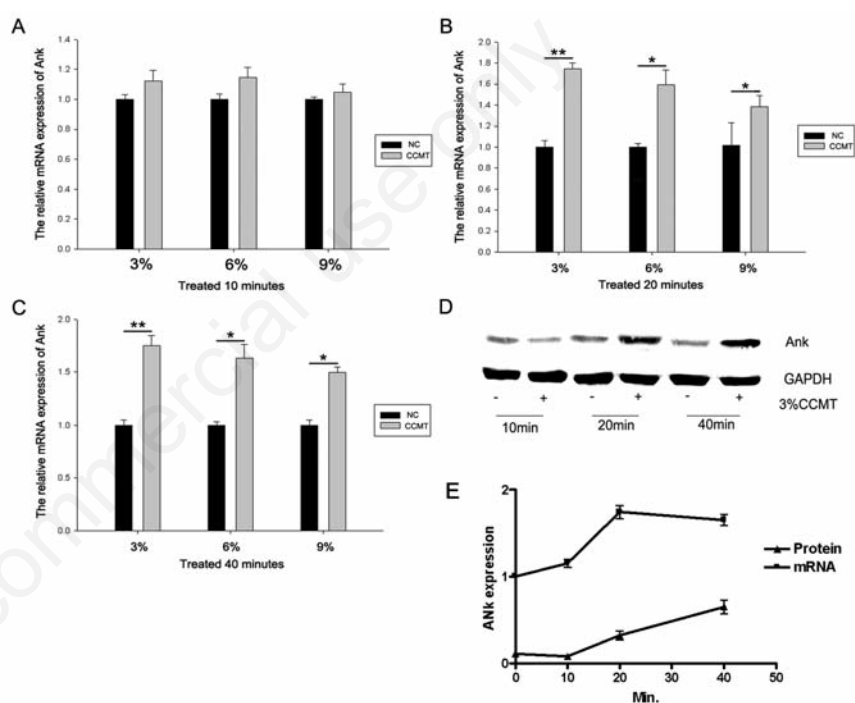 A
The relative mRNA expression of Ank
1.4
1.2
1.0
0.8
0.6
0.4
0.2
0.0
3% 6% 9%
Treated 10 minutes
NC
CCMT
B
The relative mRNA expression of Ank
2.0
1.8
1.6
1.4
1.2
1.0
0.8
0.6
0.4
0.2
0.0
** * *
3% 6% 9%
Treated 20 minutes
NC
CCMT
C
The relative mRNA expression of Ank
2.0
1.5
1.0
0.5
0.0
** * *
3% 6% 9%
Treated 40 minutes
NC
CCMT
D
Ank
GAPDH
- + - + - + 3%CCMT
10min 20min 40min
E
ANk expression
2
1
0
0 10 20 30 40 50
Min.
Protein
mRNA
commercial use only